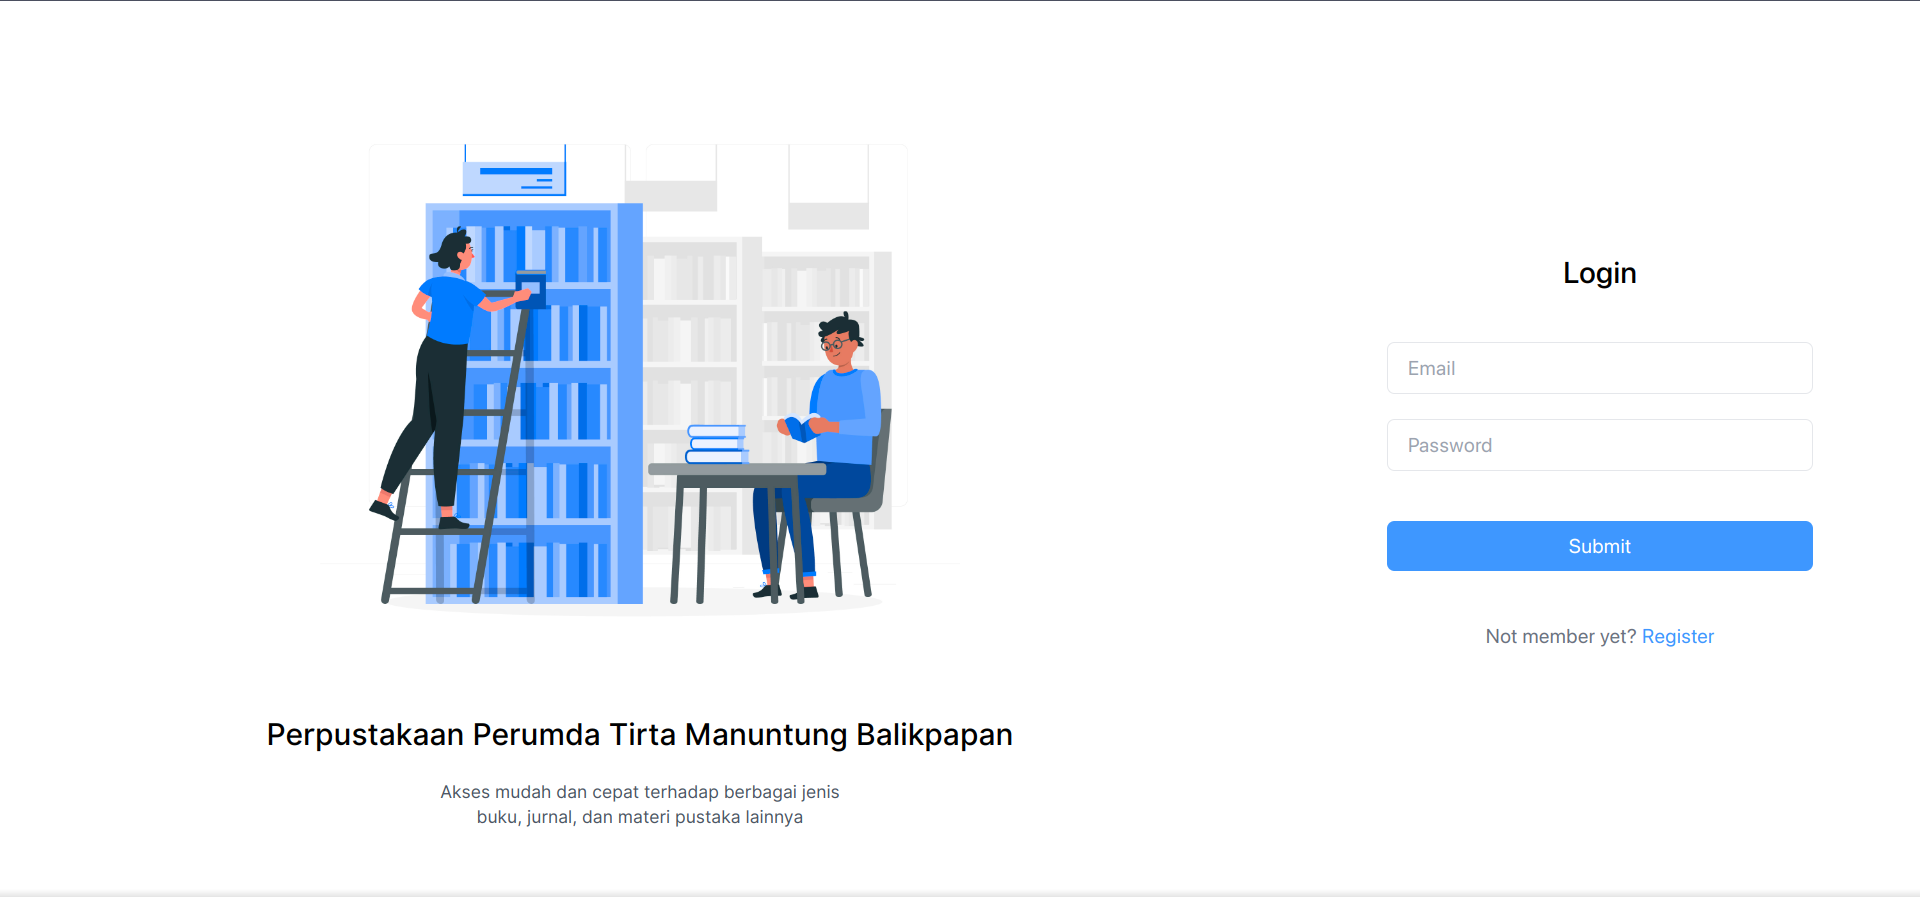 Perpustakaan Perumda Tirta Manuntung Balikpapan
Akses mudah dan cepat terhadap berbagai jenis
buku, jurnal, dan materi pustaka lainnya
Login
Email
Password
Submit
Not member yet? Register